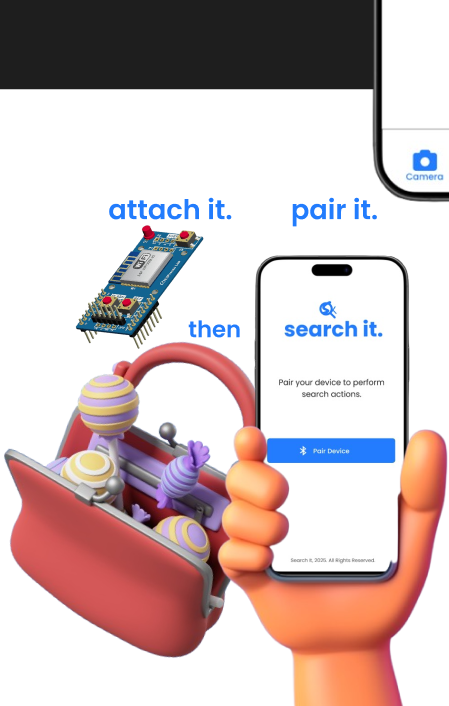 Camera
attach it.
pair it.
WiFi
then
search it.
Pair your device to perform
search actions.
Pair Device
Search it, 2025. All Rights Reserved.